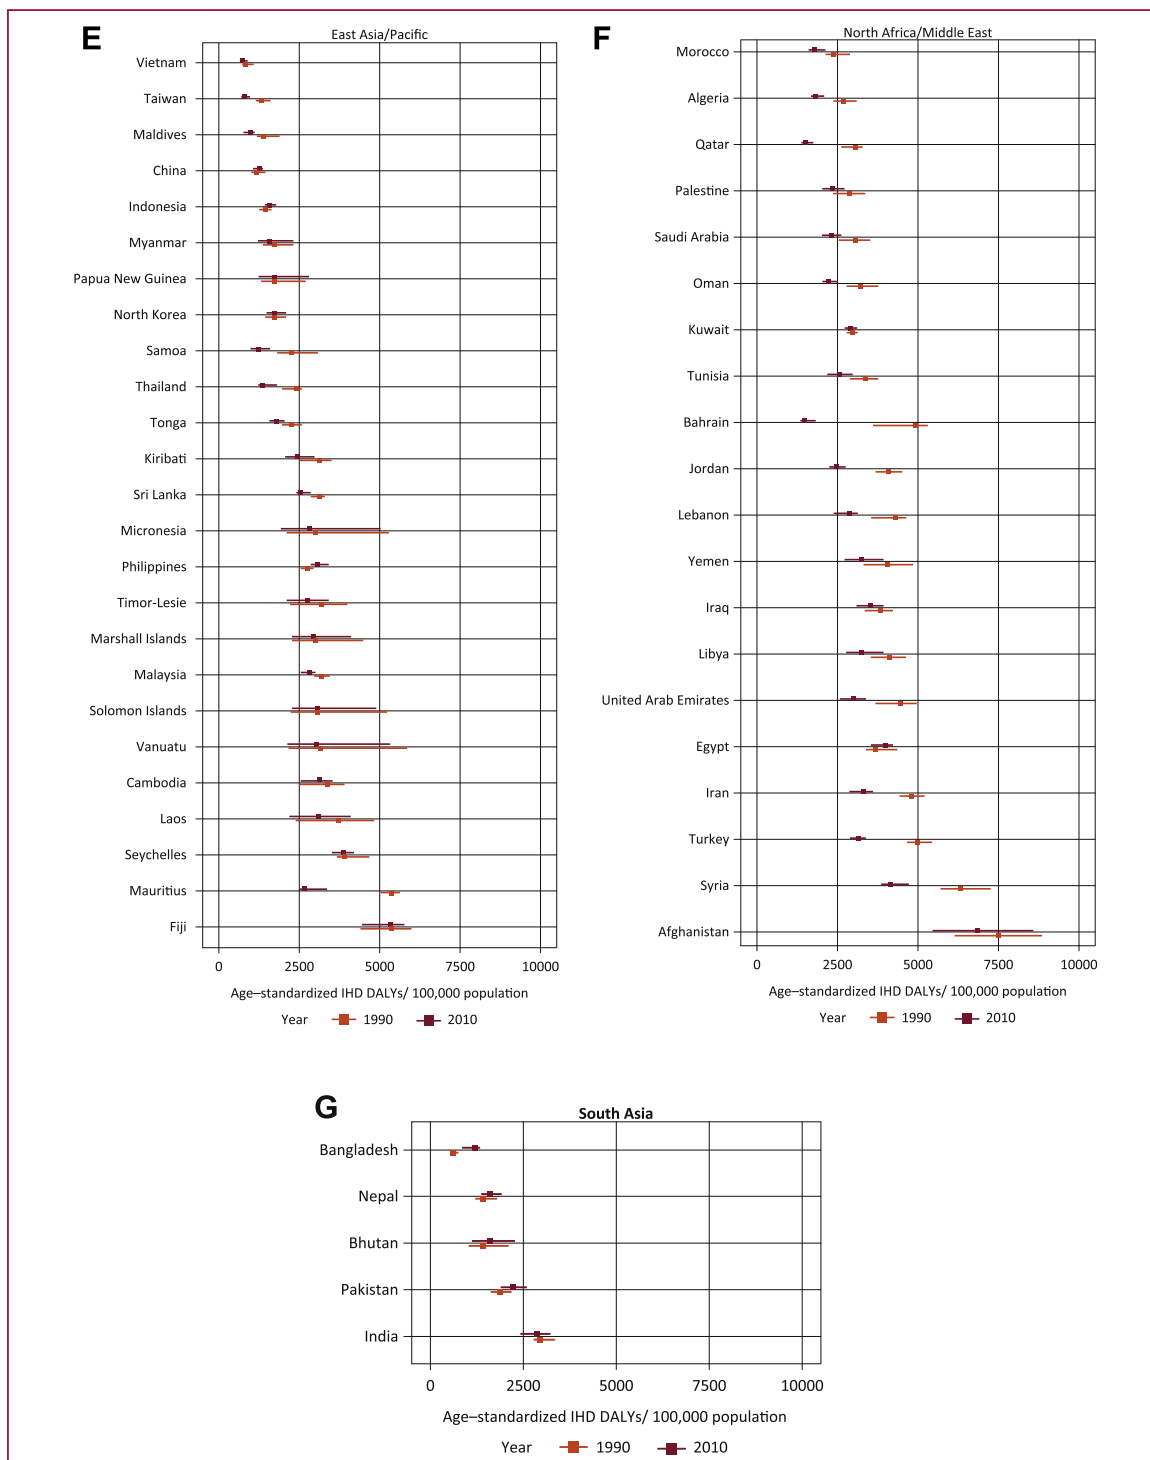 E
East Asia/Pacific
Vietnam
Taiwan
Maldives
China
Indonesia
Myanmar
Papua New Guinea
North Korea
Samoa
Thailand
Tonga
Kiribati
Sri Lanka
Micronesia
Philippines
Timor-Lesie
Marshall Islands
Malaysia
Solomon Islands
Vanuatu
Cambodia
Laos
Seychelles
Mauritius
Fiji
0 2500 5000 7500 10000
Age–standardized IHD DALYs/ 100,000 population
Year 1990 2010
F
North Africa/Middle East
Morocco
Algeria
Qatar
Palestine
Saudi Arabia
Oman
Kuwait
Tunisia
Bahrain
Jordan
Lebanon
Yemen
Iraq
Libya
United Arab Emirates
Egypt
Iran
Turkey
Syria
Afghanistan
0 2500 5000 7500 10000
Age–standardized IHD DALYs/ 100,000 population
Year 1990 2010
G
South Asia
Bangladesh
Nepal
Bhutan
Pakistan
India
0 2500 5000 7500 10000
Age–standardized IHD DALYs/ 100,000 population
Year 1990 2010